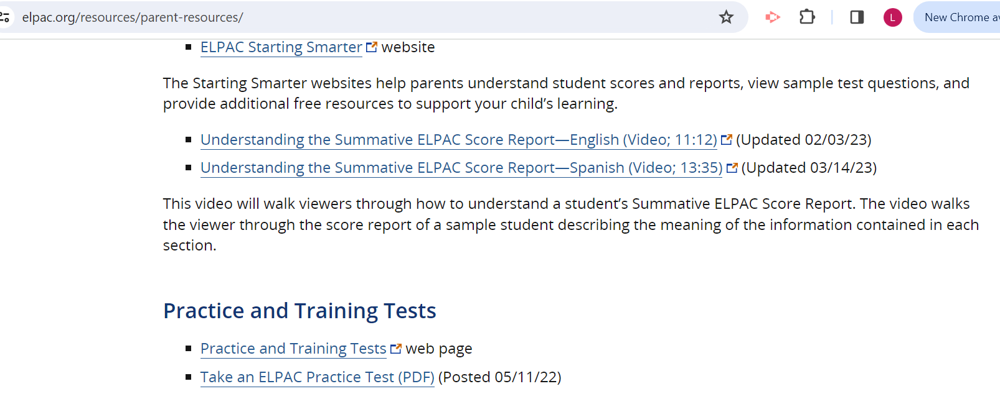 elpac.org/resources/parent-resources/
L
New Chrome av
ELPAC Starting Smarter website
The Starting Smarter websites help parents understand student scores and reports, view sample test questions, and
provide additional free resources to support your child’s learning.
Understanding the Summative ELPAC Score Report—English (Video; 11:12) (Updated 02/03/23)
Understanding the Summative ELPAC Score Report—Spanish (Video; 13:35) (Updated 03/14/23)
This video will walk viewers through how to understand a student’s Summative ELPAC Score Report. The video walks
the viewer through the score report of a sample student describing the meaning of the information contained in each
section.
Practice and Training Tests
Practice and Training Tests web page
Take an ELPAC Practice Test (PDF) (Posted 05/11/22)